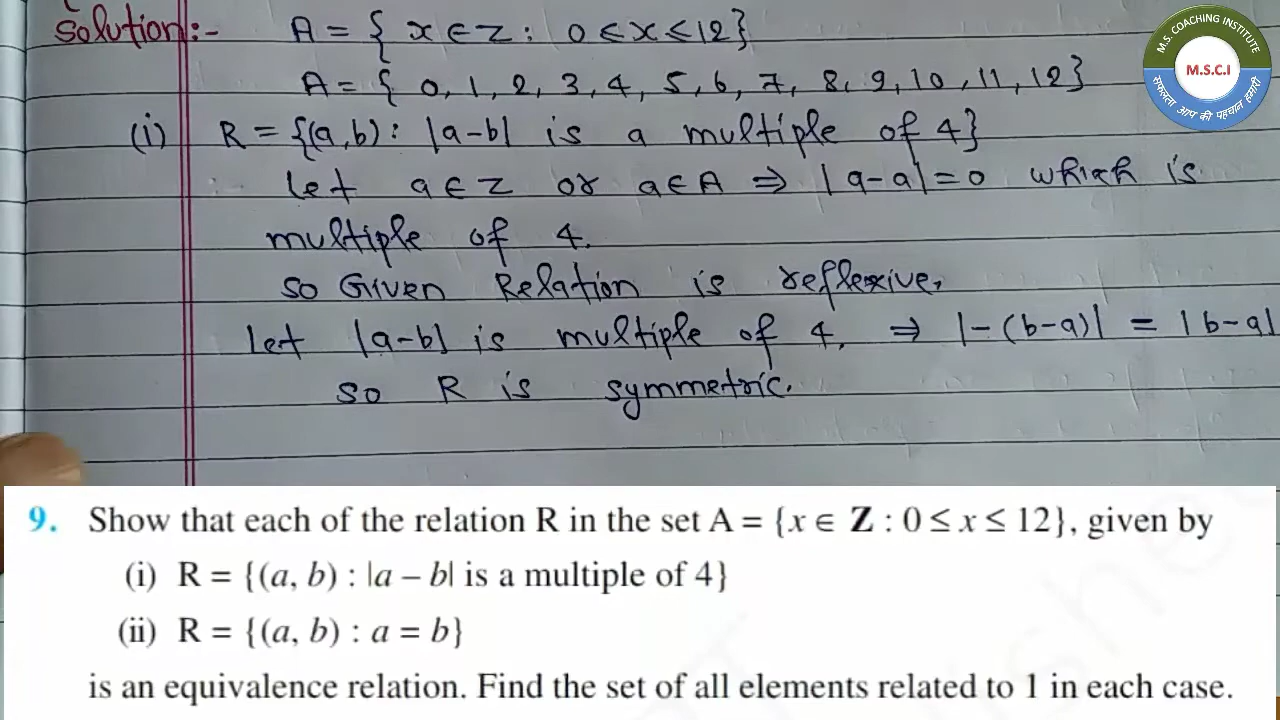 Solution:- A = { x ∈ Z : 0 ≤ x ≤ 12}
A = { 0, 1, 2, 3, 4, 5, 6, 7, 8, 9, 10, 11, 12}
(i) R = {(a,b) : |a-b| is a multiple of 4}
Let a ∈ Z or a ∈ A ⇒ |a-a| = 0 which is
multiple of 4.
so Given Relation is reflexive.
Let |a-b| is multiple of 4. ⇒ |-(b-a)| = |b-a|
so R is symmetric.
M.S. COACHING INSTITUTE
M.S.C.I
सफलता आप की पहचान हमारी
9. Show that each of the relation R in the set A = {x ∈ Z : 0 ≤ x ≤ 12}, given by
(i) R = {(a, b) : |a – b| is a multiple of 4}
(ii) R = {(a, b) : a = b}
is an equivalence relation. Find the set of all elements related to 1 in each case.